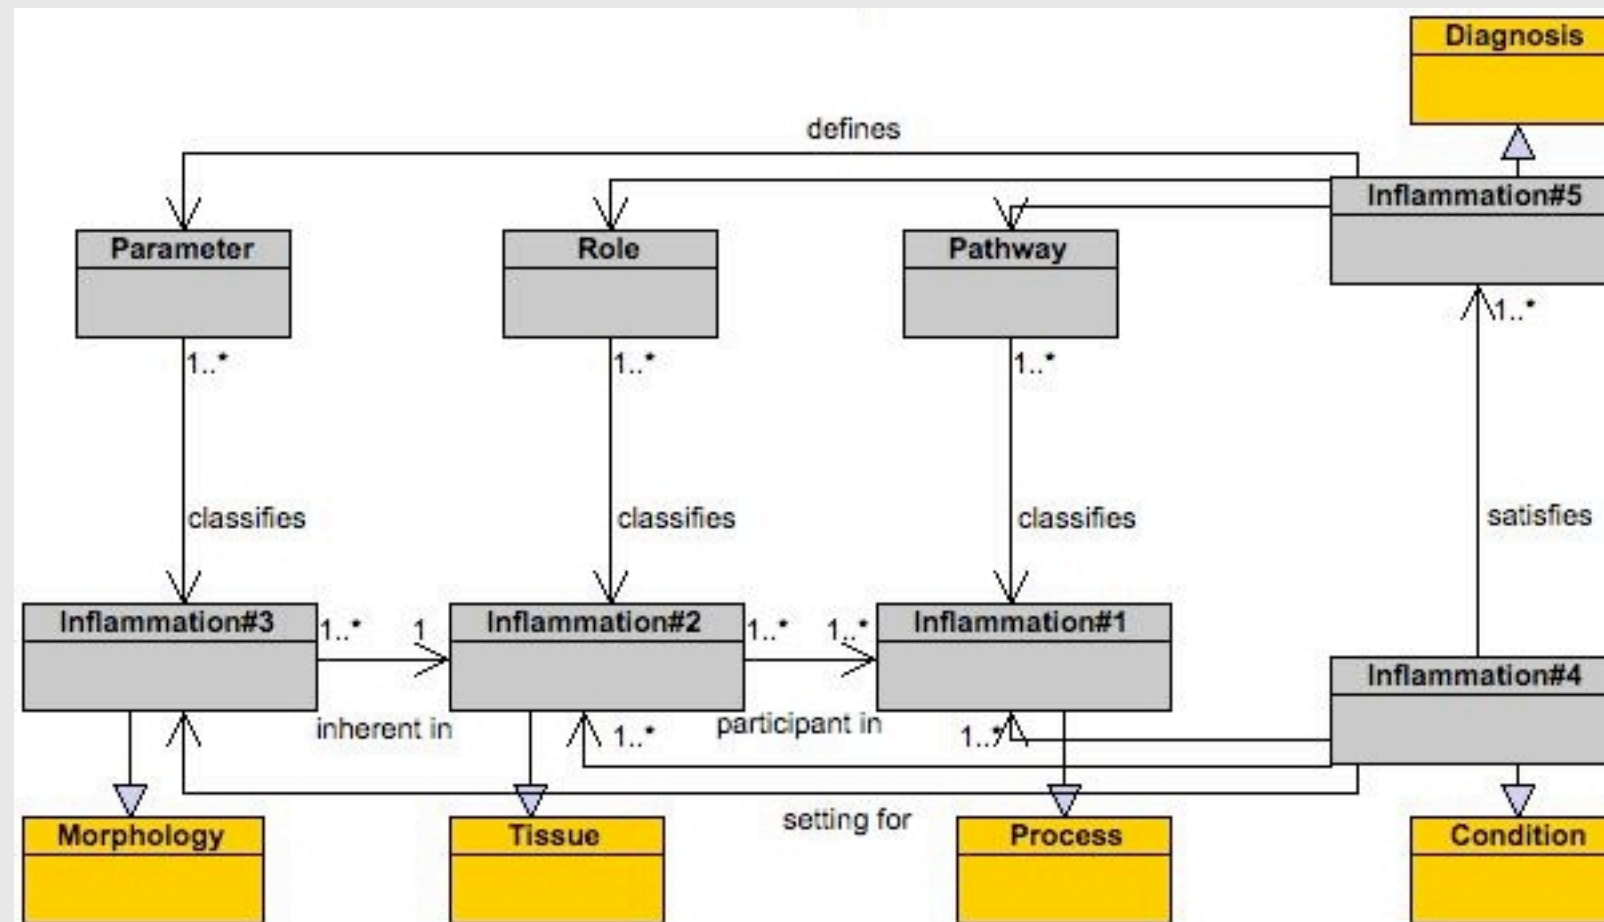 Diagnosis
defines
Inflammation#5
Parameter
Role
Pathway
1..*
1..*
1..*
1..*
classifies
classifies
classifies
satisfies
Inflammation#3
1..*
1
Inflammation#2
1..*
1..*
Inflammation#1
Inflammation#4
inherent in
1..*
participant in
1..*
setting for
Morphology
Tissue
Process
Condition